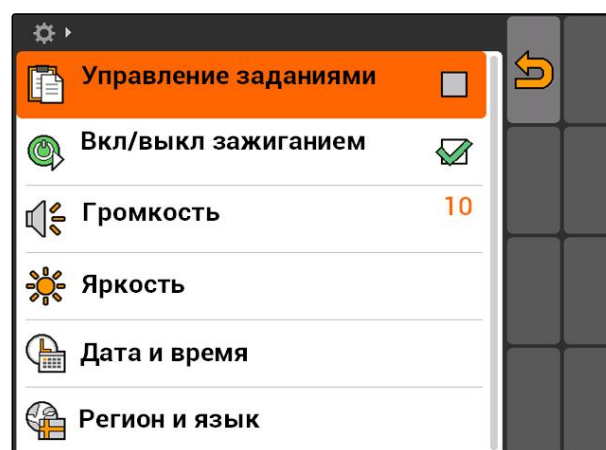 Управление заданиями
Вкл/выкл зажиганием
Громкость 10
Яркость
Дата и время
Регион и язык